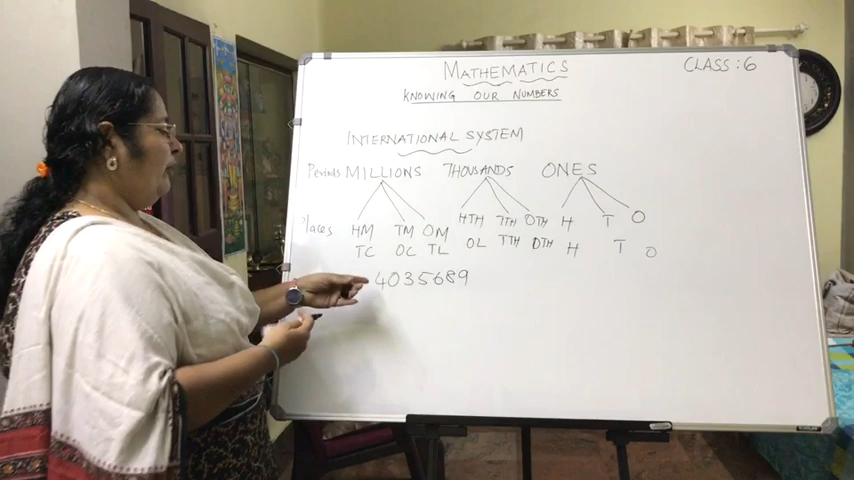 MATHEMATICS CLASS: 6
KNOWING OUR NUMBERS
INTERNATIONAL SYSTEM
Periods MILLIONS THOUSANDS ONES
Places HM TM OM HTH TTH OTH H T O
TC OC TL OL TTH OTH H T O
4035689